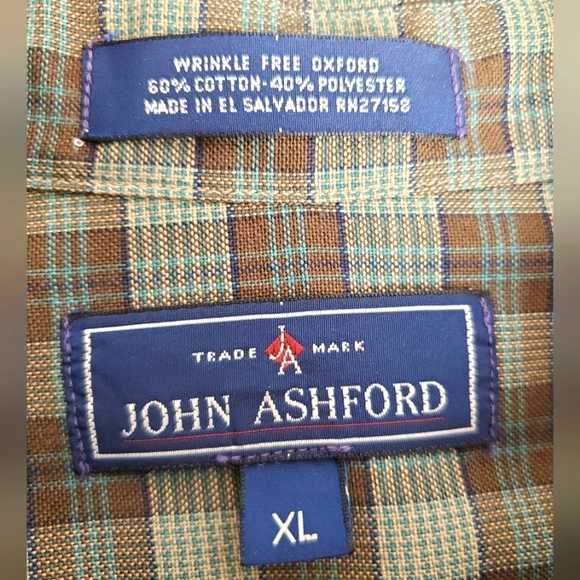 WRINKLE FREE OXFORD
60% COTTON-40% POLYESTER
MADE IN EL SALVADOR RN27158
TRADE JA MARK
JOHN ASHFORD
XL